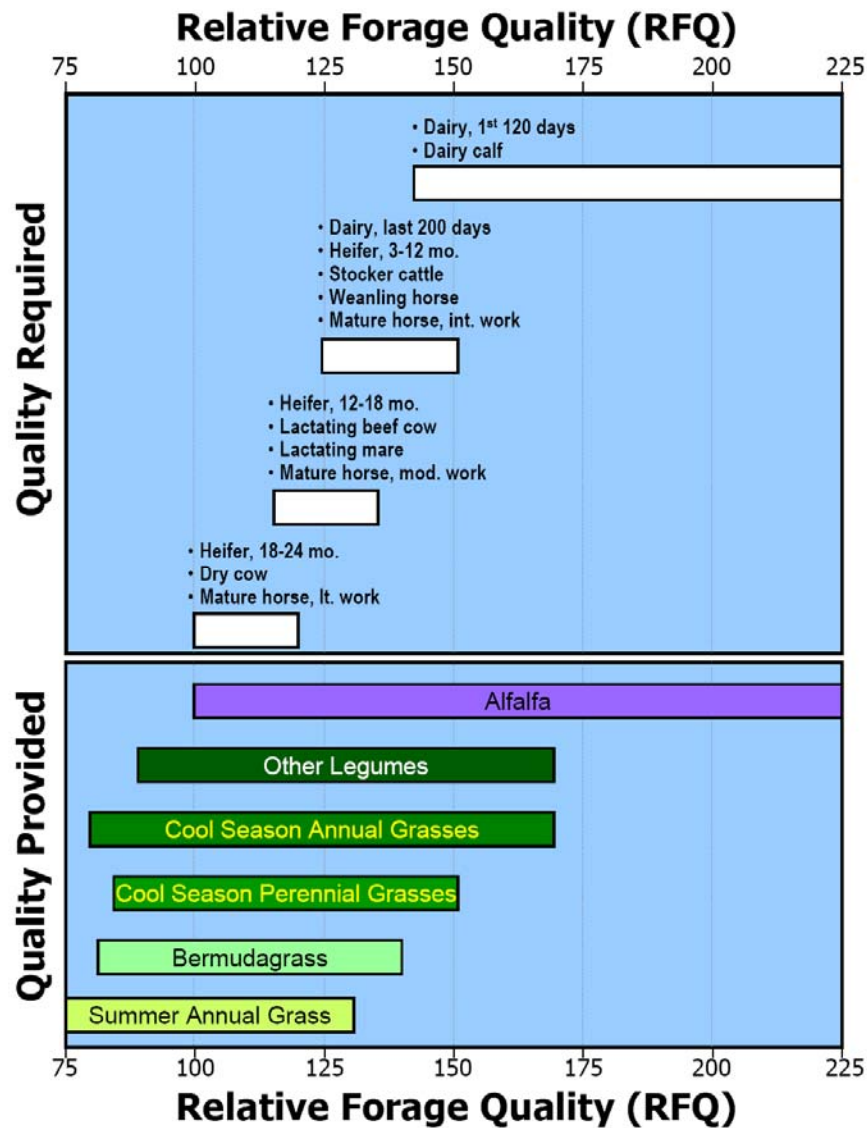 Relative Forage Quality (RFQ)
75 100 125 150 175 200 225
Quality Required
• Dairy, 1st 120 days
• Dairy calf
• Dairy, last 200 days
• Heifer, 3-12 mo.
• Stocker cattle
• Weanling horse
• Mature horse, int. work
• Heifer, 12-18 mo.
• Lactating beef cow
• Lactating mare
• Mature horse, mod. work
• Heifer, 18-24 mo.
• Dry cow
• Mature horse, lt. work
Quality Provided
Alfalfa
Other Legumes
Cool Season Annual Grasses
Cool Season Perennial Grasses
Bermudagrass
Summer Annual Grass
75 100 125 150 175 200 225
Relative Forage Quality (RFQ)